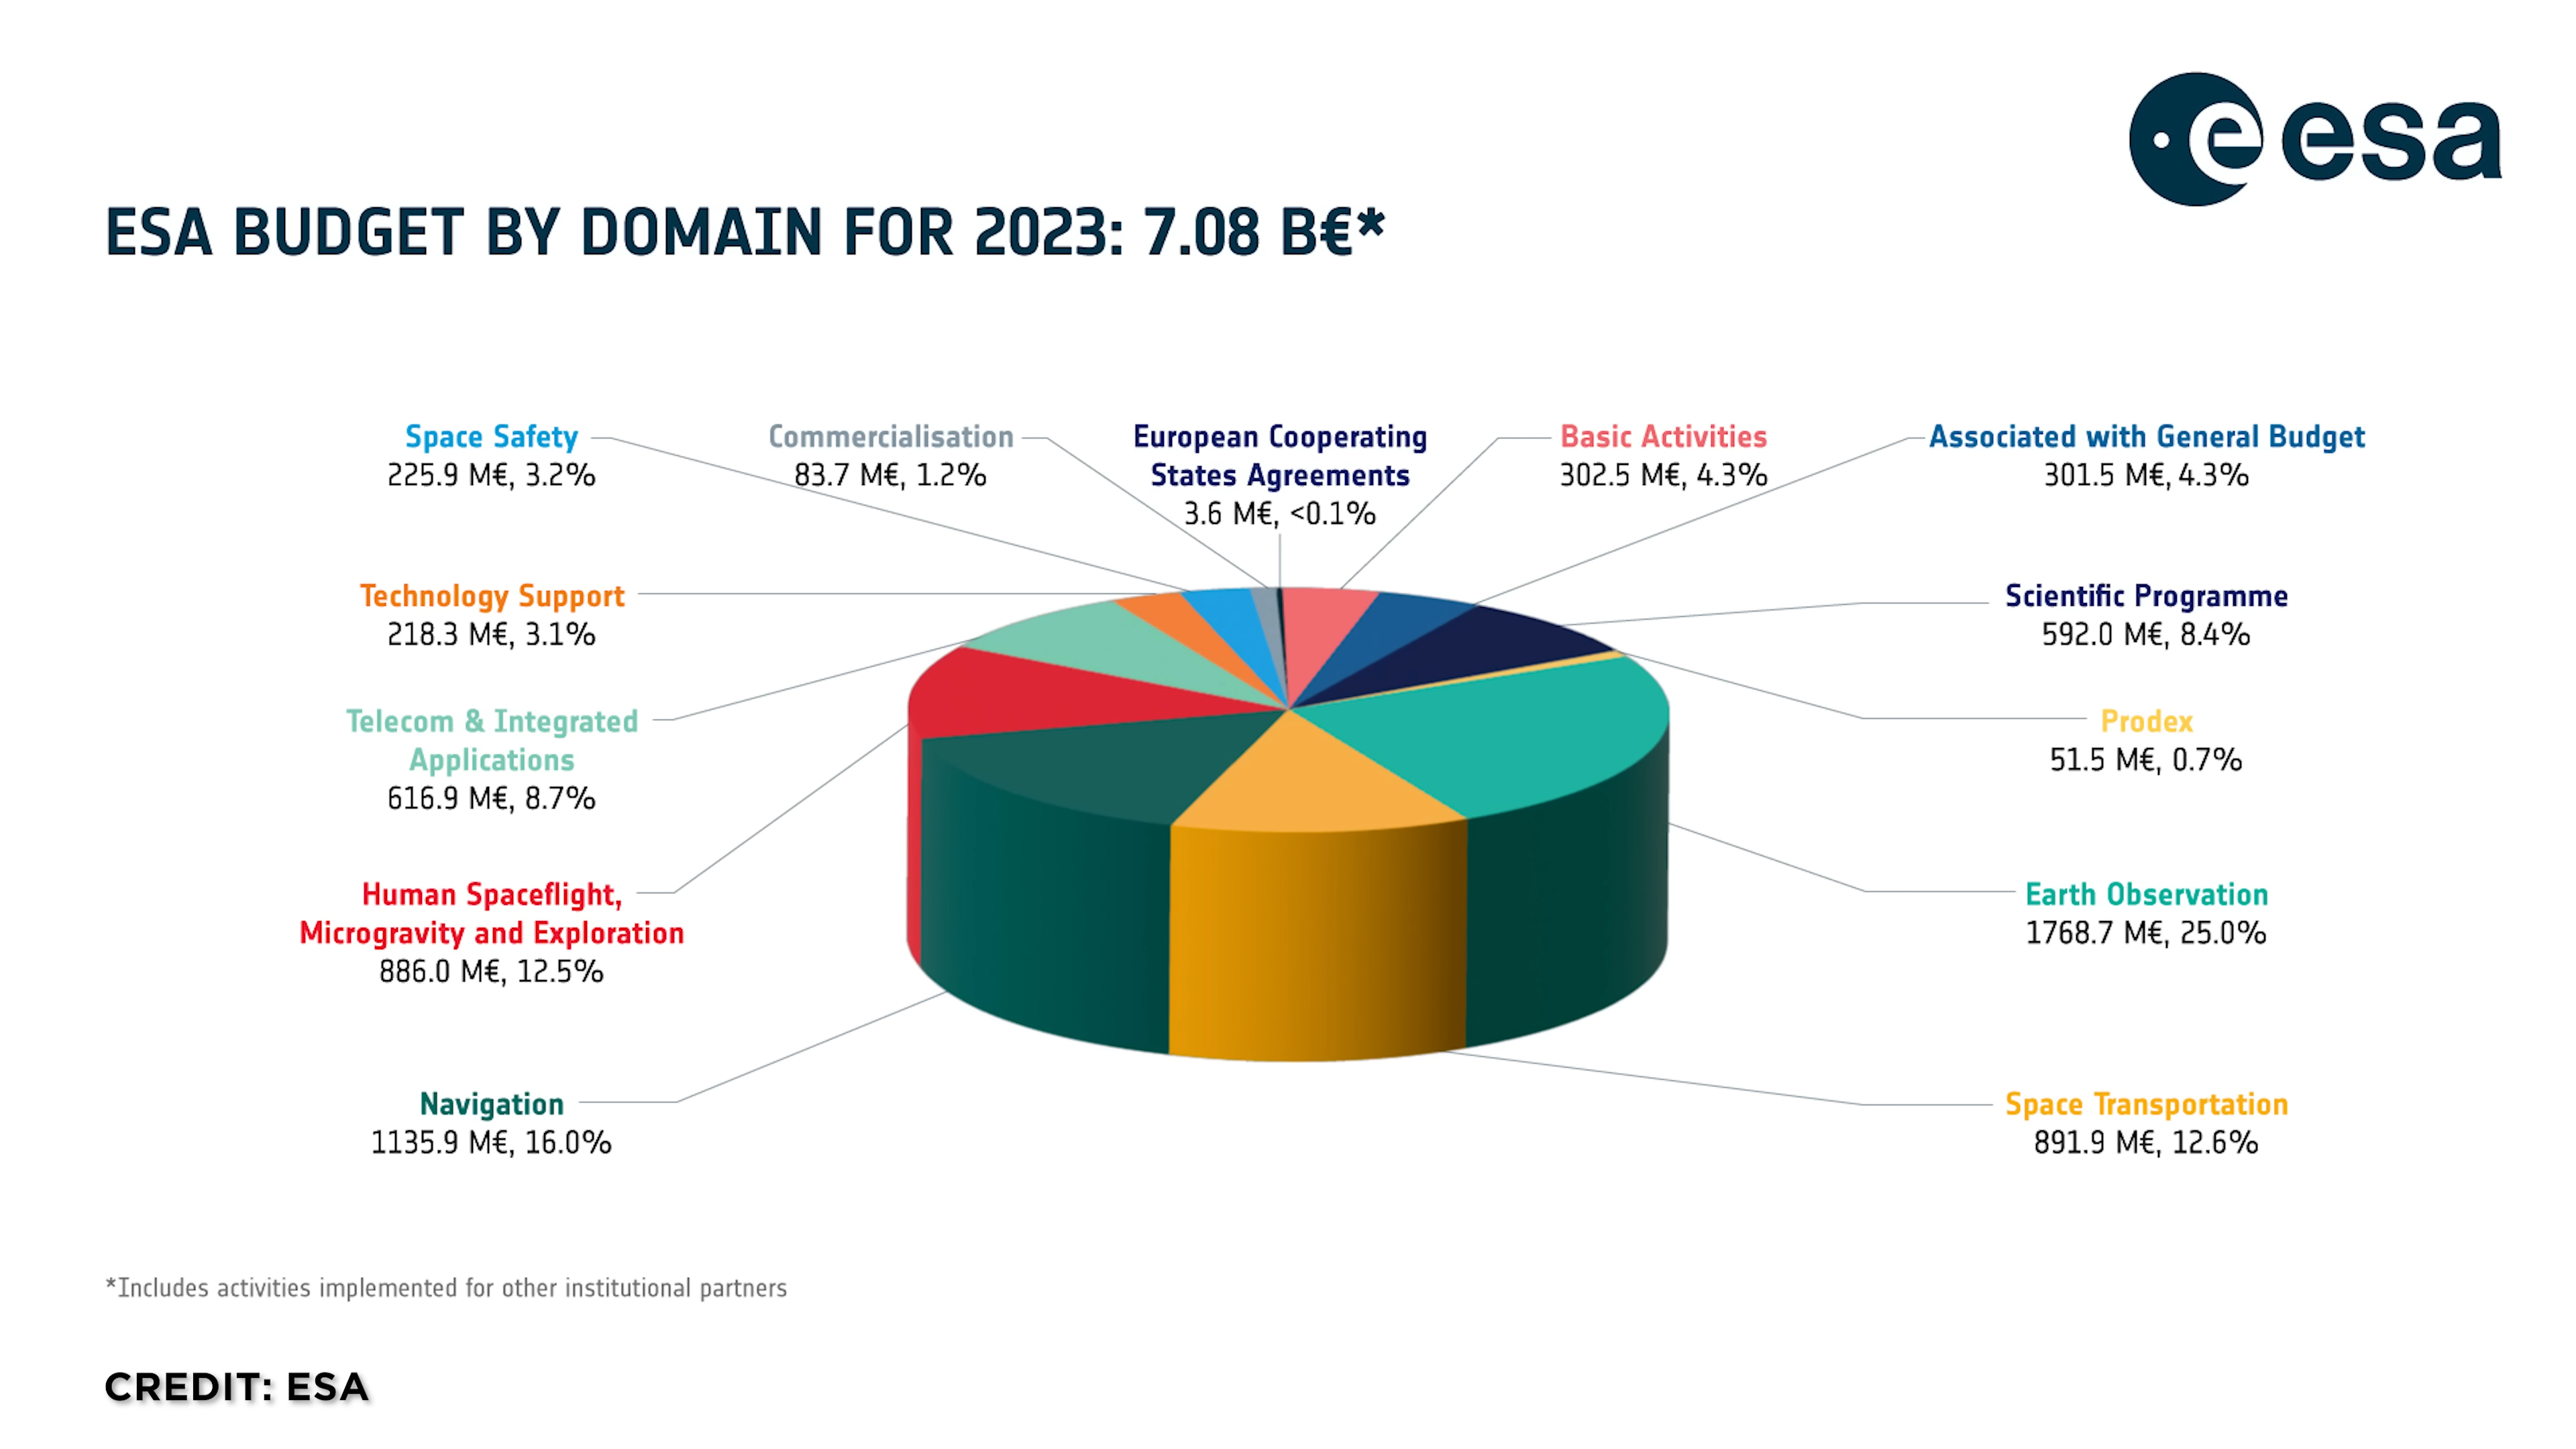 esa
ESA BUDGET BY DOMAIN FOR 2023: 7.08 B€*
Space Safety
225.9 M€, 3.2%
Commercialisation
83.7 M€, 1.2%
European Cooperating
States Agreements
3.6 M€, <0.1%
Basic Activities
302.5 M€, 4.3%
Associated with General Budget
301.5 M€, 4.3%
Technology Support
218.3 M€, 3.1%
Scientific Programme
592.0 M€, 8.4%
Telecom & Integrated
Applications
616.9 M€, 8.7%
Prodex
51.5 M€, 0.7%
Human Spaceflight,
Microgravity and Exploration
886.0 M€, 12.5%
Earth Observation
1768.7 M€, 25.0%
Navigation
1135.9 M€, 16.0%
Space Transportation
891.9 M€, 12.6%
*Includes activities implemented for other institutional partners
CREDIT: ESA